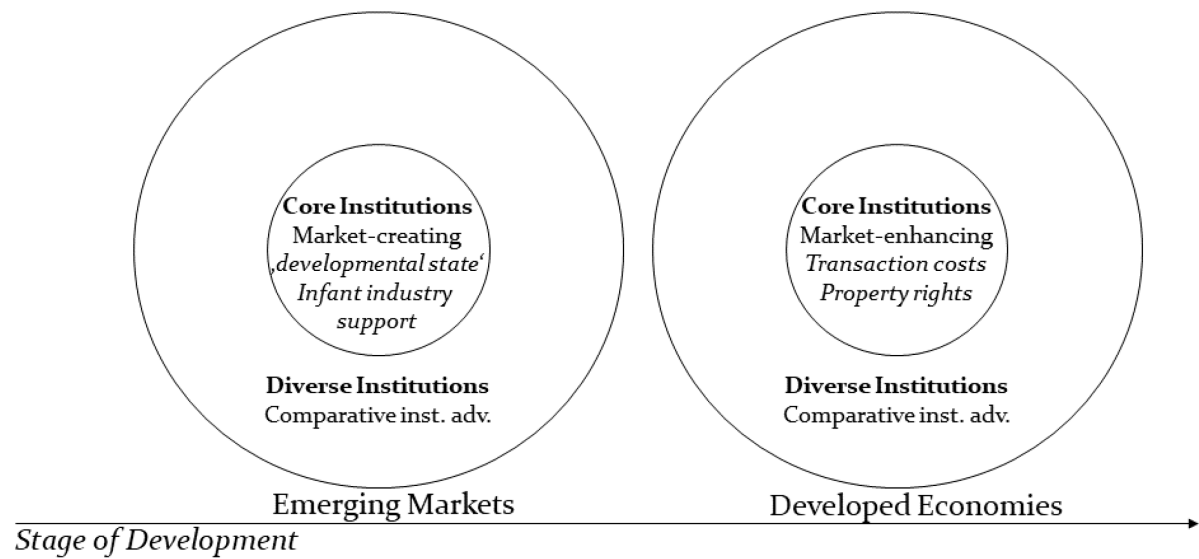 Core Institutions
Market-creating
‚developmental state‘
Infant industry
support
Diverse Institutions
Comparative inst. adv.
Emerging Markets
Core Institutions
Market-enhancing
Transaction costs
Property rights
Diverse Institutions
Comparative inst. adv.
Developed Economies
Stage of Development